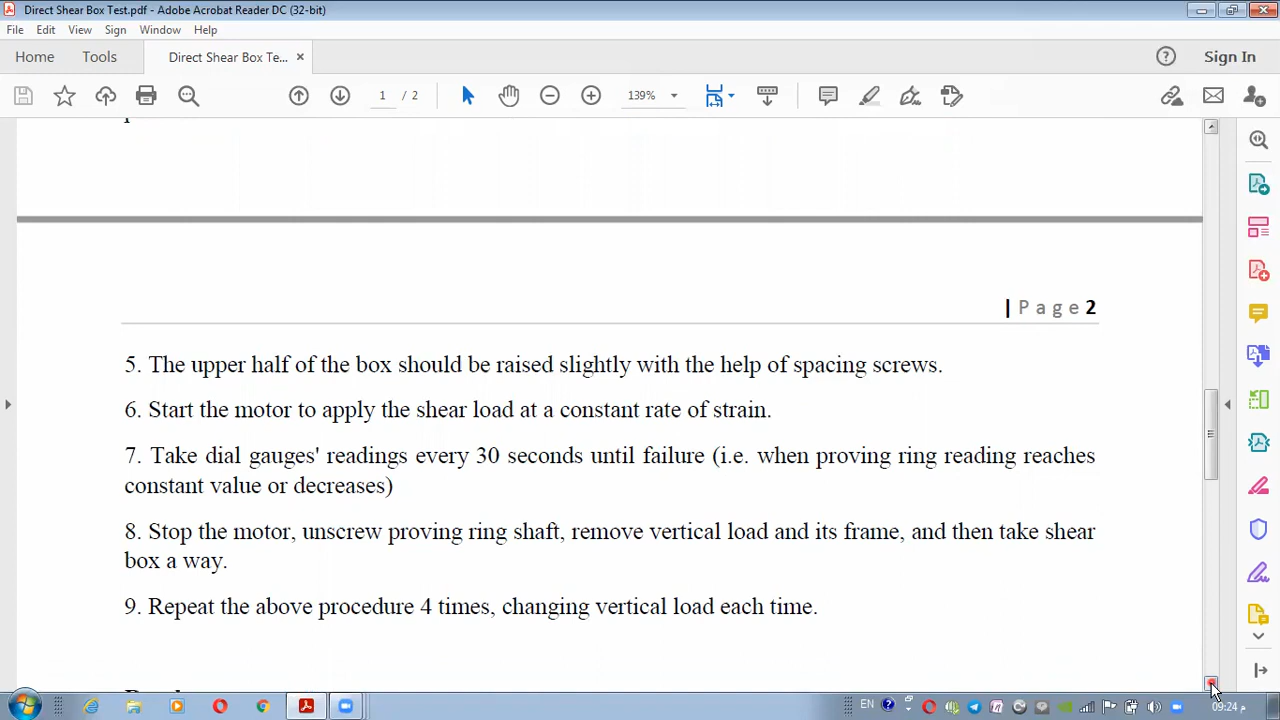 Direct Shear Box Test.pdf - Adobe Acrobat Reader DC (32-bit)
File Edit View Sign Window Help
Home Tools Direct Shear Box Te... × Sign In
1 / 2 139%
| Page 2
5. The upper half of the box should be raised slightly with the help of spacing screws.
6. Start the motor to apply the shear load at a constant rate of strain.
7. Take dial gauges' readings every 30 seconds until failure (i.e. when proving ring reading reaches
constant value or decreases)
8. Stop the motor, unscrew proving ring shaft, remove vertical load and its frame, and then take shear
box a way.
9. Repeat the above procedure 4 times, changing vertical load each time.
EN 09:24 م